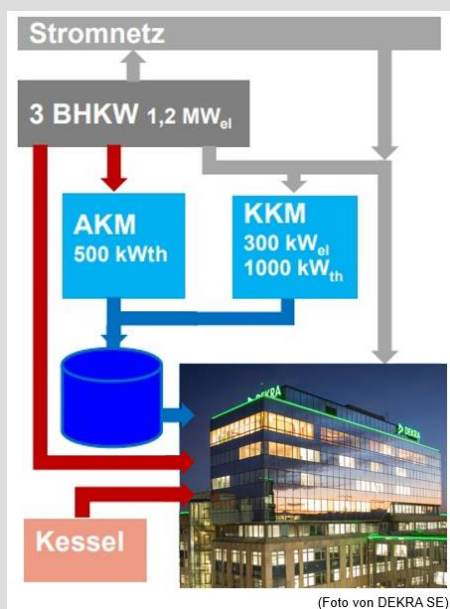 Stromnetz
3 BHKW 1,2 MWel
AKM
500 kWth
KKM
300 kWel
1000 kWth
DEKRA
DEKRA
Kessel
(Foto von DEKRA SE)